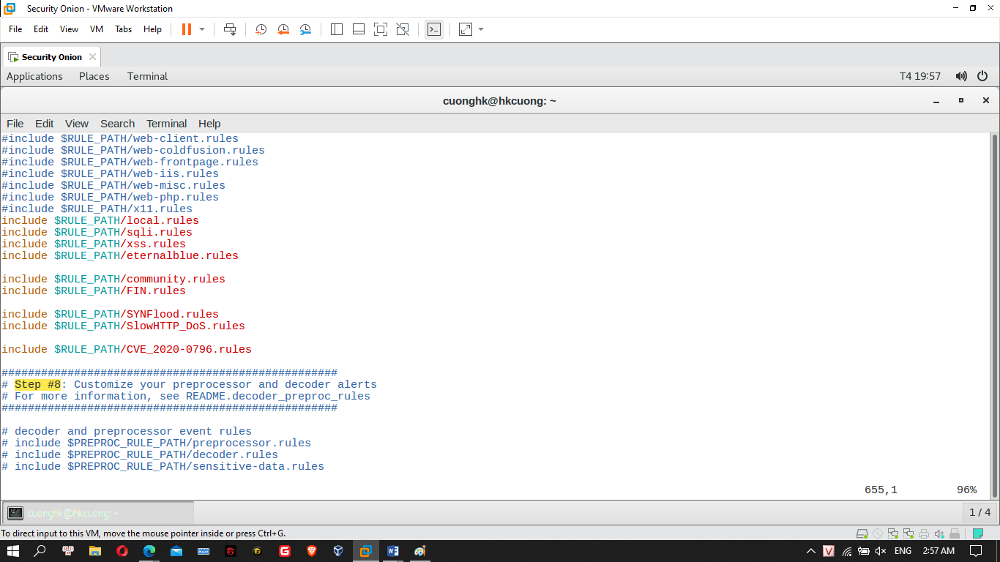 Security Onion - VMware Workstation
File Edit View VM Tabs Help
Security Onion
Applications Places Terminal T4 19:57
cuonghk@hkcuong: ~
File Edit View Search Terminal Help
#include $RULE_PATH/web-client.rules
#include $RULE_PATH/web-coldfusion.rules
#include $RULE_PATH/web-frontpage.rules
#include $RULE_PATH/web-iis.rules
#include $RULE_PATH/web-misc.rules
#include $RULE_PATH/web-php.rules
#include $RULE_PATH/x11.rules
include $RULE_PATH/local.rules
include $RULE_PATH/sqli.rules
include $RULE_PATH/xss.rules
include $RULE_PATH/eternalblue.rules
include $RULE_PATH/community.rules
include $RULE_PATH/FIN.rules
include $RULE_PATH/SYNFlood.rules
include $RULE_PATH/SlowHTTP_DoS.rules
include $RULE_PATH/CVE_2020-0796.rules
###################################################
# Step #8: Customize your preprocessor and decoder alerts
# For more information, see README.decoder_preproc_rules
###################################################
# decoder and preprocessor event rules
# include $PREPROC_RULE_PATH/preprocessor.rules
# include $PREPROC_RULE_PATH/decoder.rules
# include $PREPROC_RULE_PATH/sensitive-data.rules
655,1 96%
cuonghk@hkcuong: ~ 1 / 4
To direct input to this VM, move the mouse pointer inside or press Ctrl+G.
ENG 2:57 AM